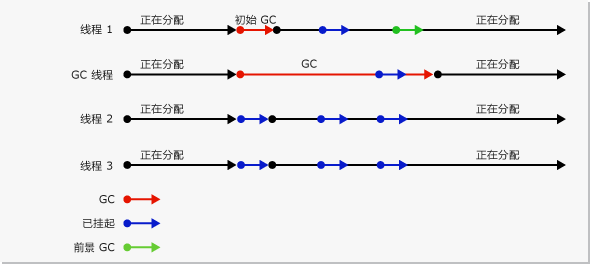 线程 1 正在分配 初始 GC 正在分配
GC 线程 正在分配 GC 正在分配
线程 2 正在分配 正在分配
线程 3 正在分配 正在分配
GC
已挂起
前景 GC